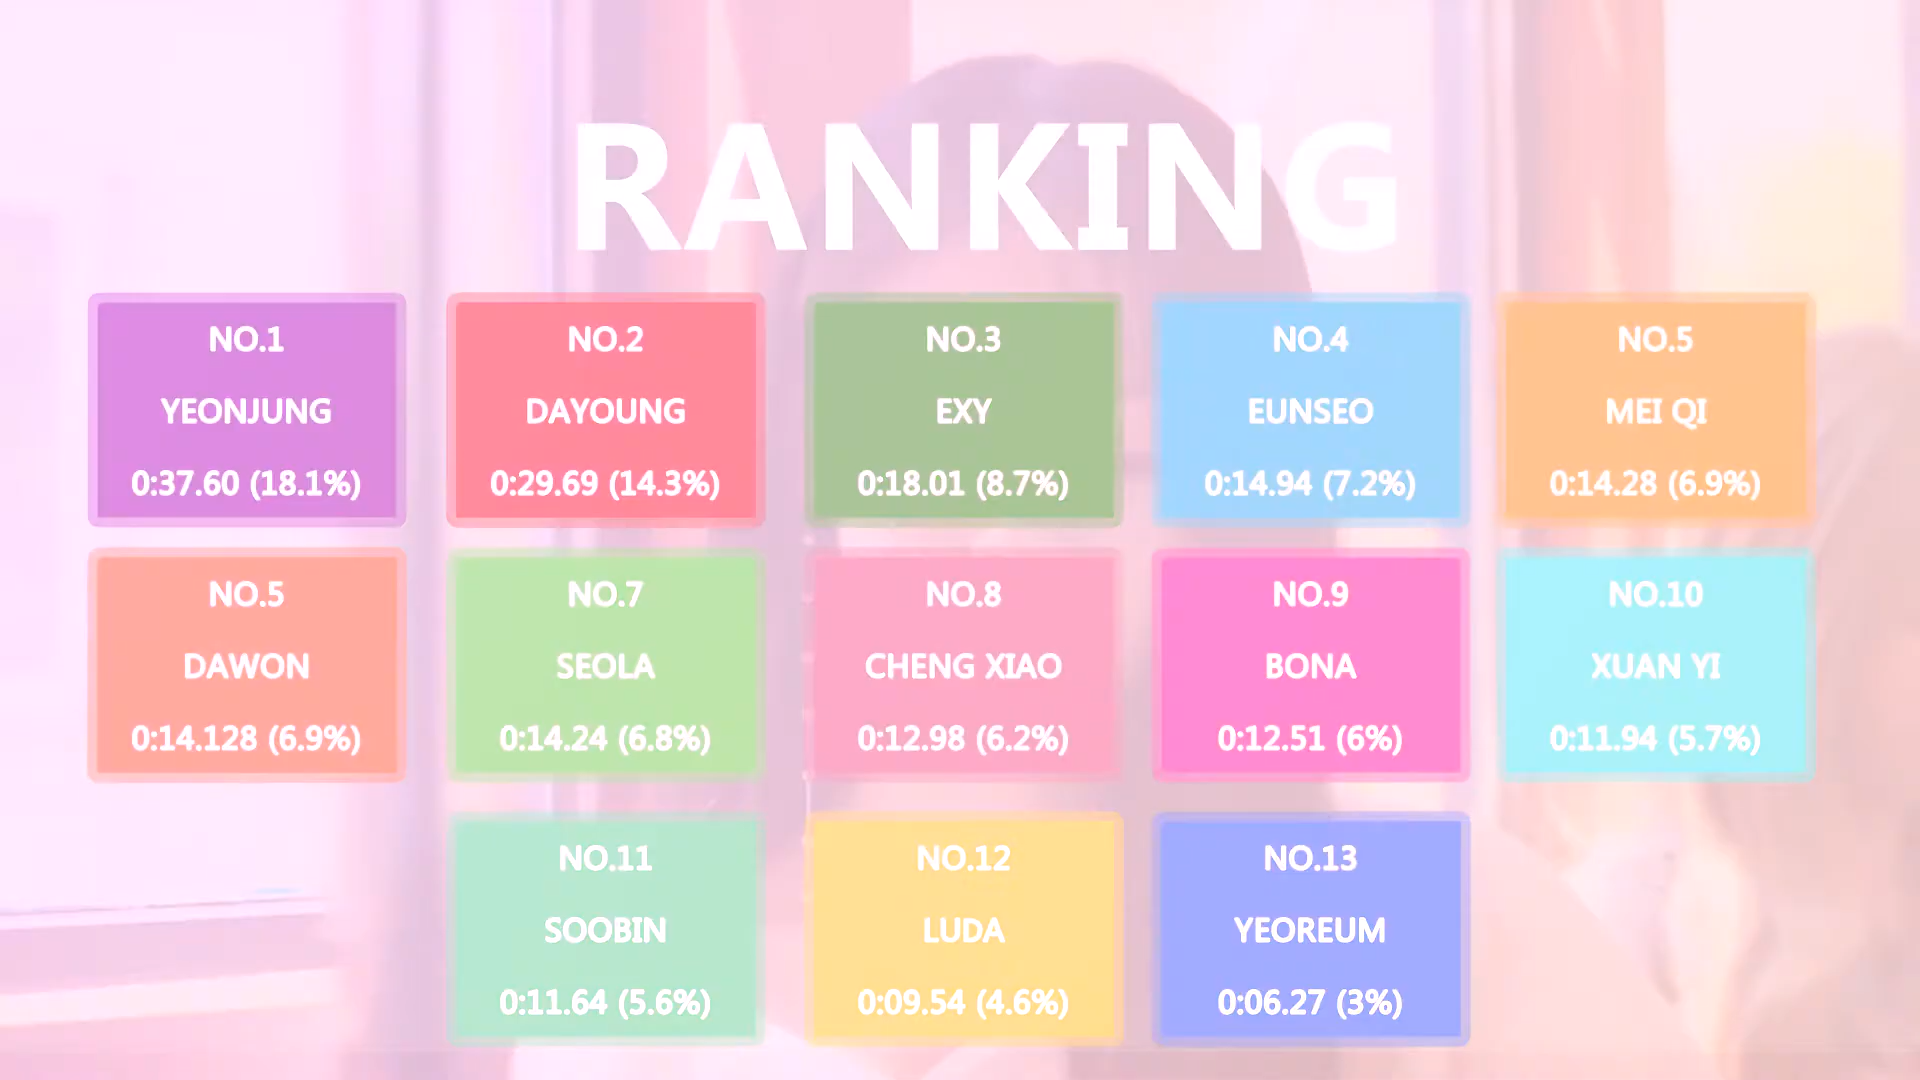 RANKING
NO.1
YEONJUNG
0:37.60 (18.1%)
NO.2
DAYOUNG
0:29.69 (14.3%)
NO.3
EXY
0:18.01 (8.7%)
NO.4
EUNSEO
0:14.94 (7.2%)
NO.5
MEI QI
0:14.28 (6.9%)
NO.5
DAWON
0:14.128 (6.9%)
NO.7
SEOLA
0:14.24 (6.8%)
NO.8
CHENG XIAO
0:12.98 (6.2%)
NO.9
BONA
0:12.51 (6%)
NO.10
XUAN YI
0:11.94 (5.7%)
NO.11
SOOBIN
0:11.64 (5.6%)
NO.12
LUDA
0:09.54 (4.6%)
NO.13
YEOREUM
0:06.27 (3%)